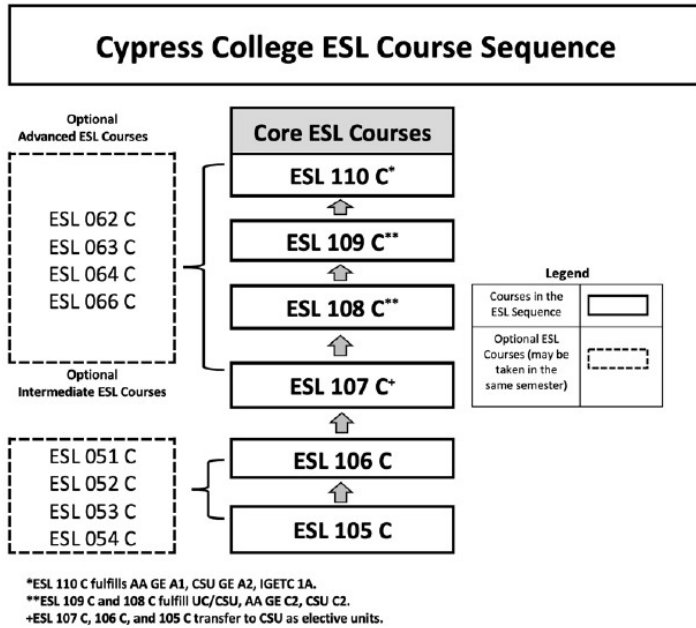 Cypress College ESL Course Sequence
Optional
Advanced ESL Courses
ESL 062 C
ESL 063 C
ESL 064 C
ESL 066 C
Optional
Intermediate ESL Courses
ESL 051 C
ESL 052 C
ESL 053 C
ESL 054 C
Core ESL Courses
ESL 110 C*
ESL 109 C**
ESL 108 C**
ESL 107 C+
ESL 106 C
ESL 105 C
Legend
Courses in the
ESL Sequence
Optional ESL
Courses (may be
taken in the
same semester)
*ESL 110 C fulfills AA GE A1, CSU GE A2, IGETC 1A.
**ESL 109 C and 108 C fulfill UC/CSU, AA GE C2, CSU C2.
+ESL 107 C, 106 C, and 105 C transfer to CSU as elective units.